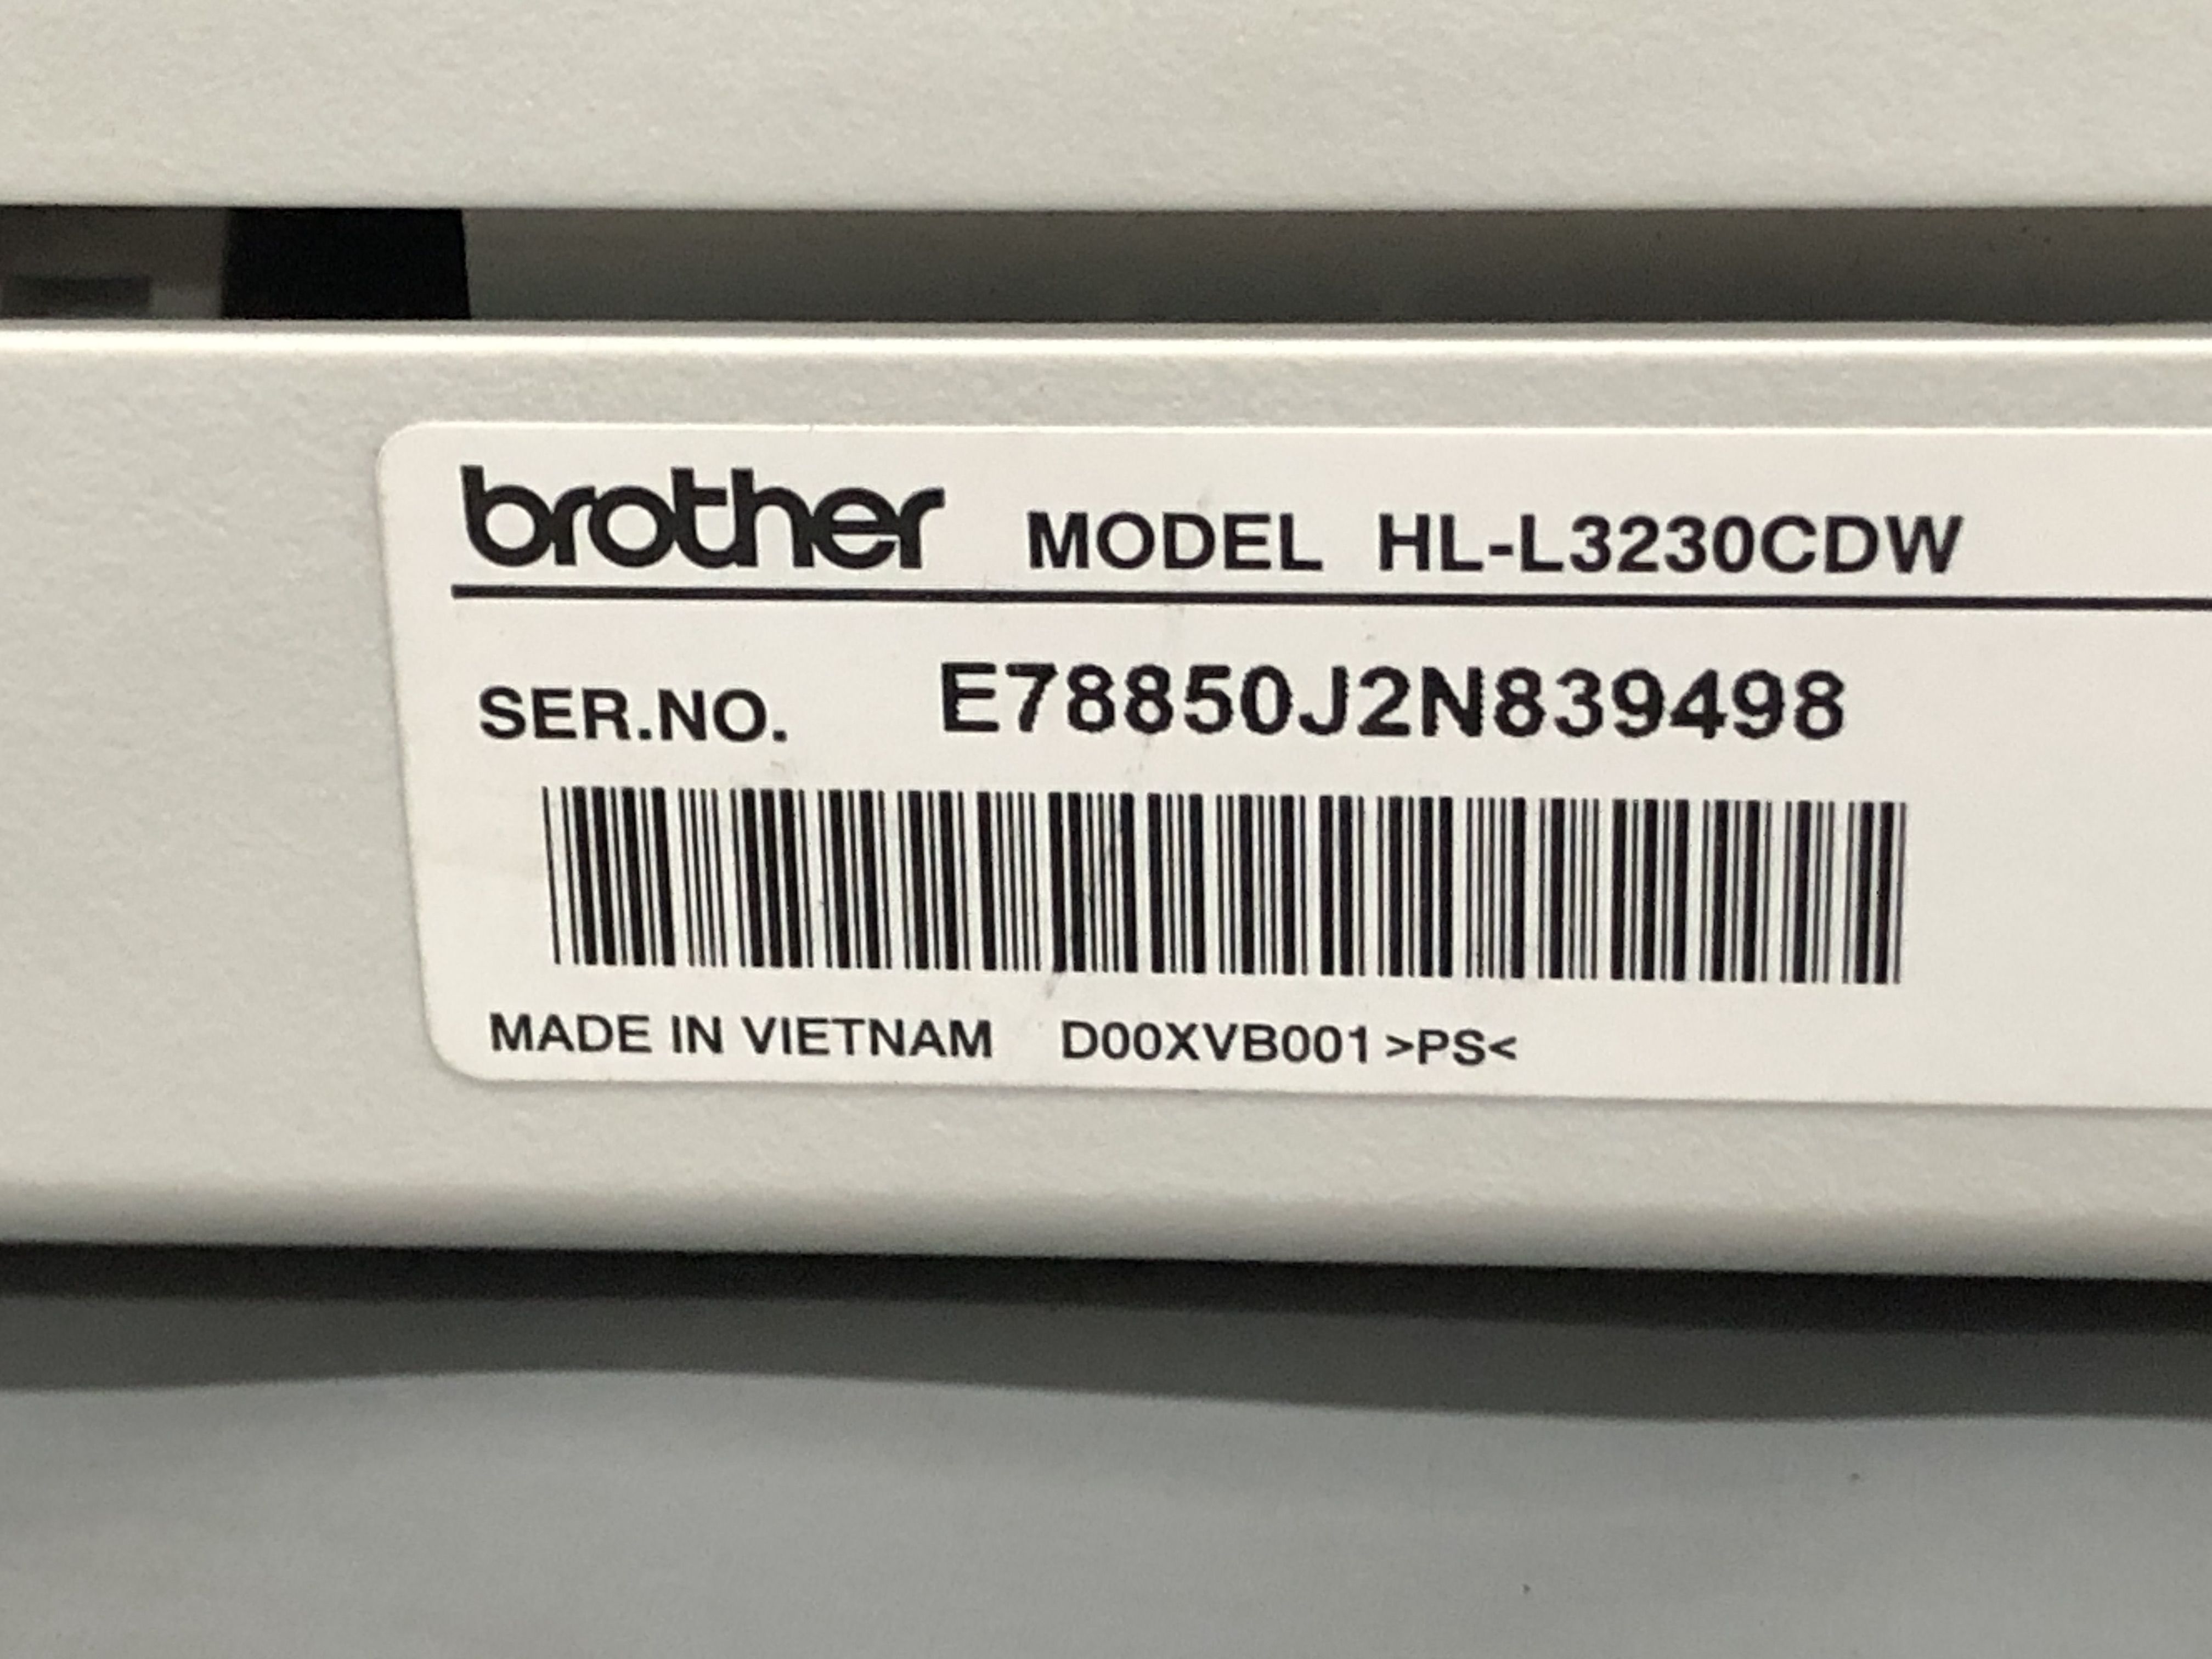 brother MODEL HL-L3230CDW
SER.NO. E78850J2N839498
MADE IN VIETNAM D00XVB001 >PS<